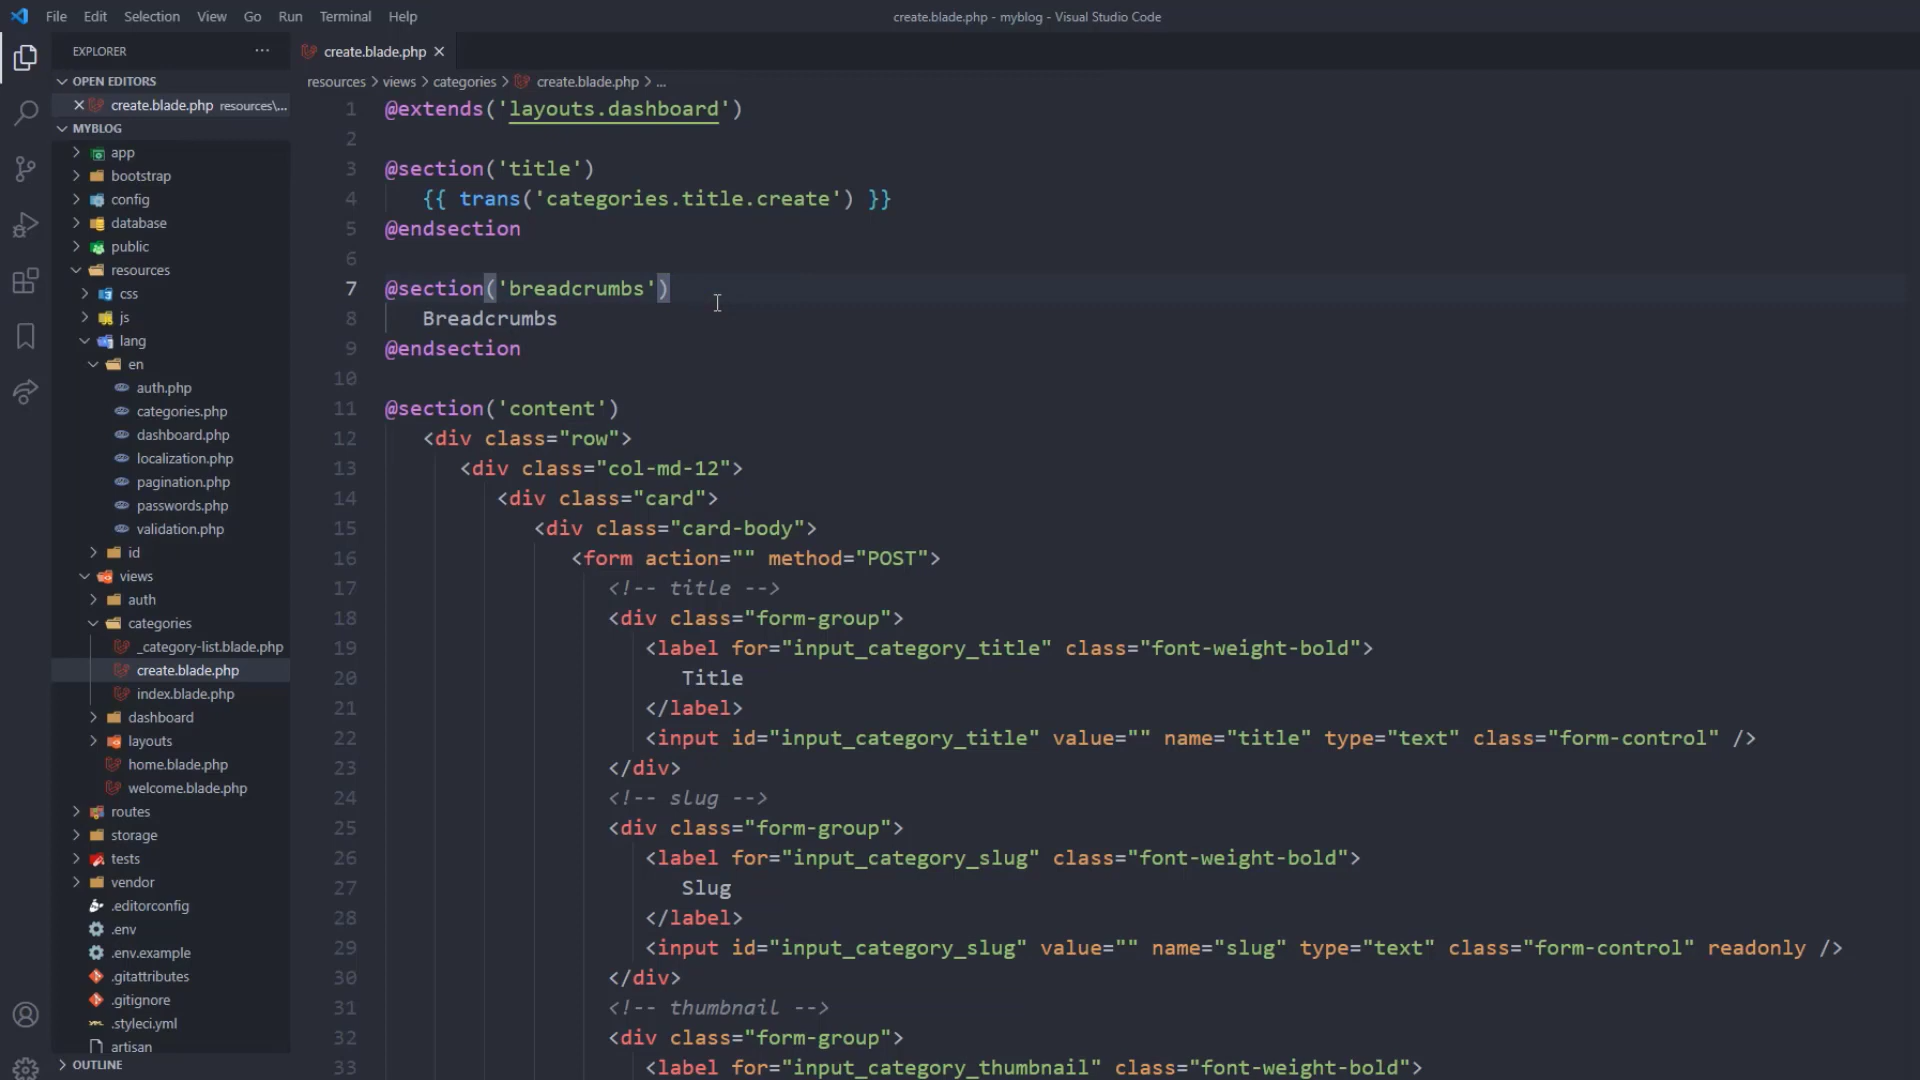 File Edit Selection View Go Run Terminal Help
create.blade.php - myblog - Visual Studio Code
EXPLORER ...
OPEN EDITORS
create.blade.php resources\...
MYBLOG
app
bootstrap
config
database
public
resources
css
js
lang
en
auth.php
categories.php
dashboard.php
localization.php
pagination.php
passwords.php
validation.php
id
views
auth
categories
_category-list.blade.php
create.blade.php
index.blade.php
dashboard
layouts
home.blade.php
welcome.blade.php
routes
storage
tests
vendor
.editorconfig
.env
.env.example
.gitattributes
.gitignore
.styleci.yml
artisan
OUTLINE
create.blade.php
resources > views > categories > create.blade.php > ...
1 @extends('layouts.dashboard')
2
3 @section('title')
4 {{ trans('categories.title.create') }}
5 @endsection
6
7 @section('breadcrumbs')
8 Breadcrumbs
9 @endsection
10
11 @section('content')
12 <div class="row">
13 <div class="col-md-12">
14 <div class="card">
15 <div class="card-body">
16 <form action="" method="POST">
17 <!-- title -->
18 <div class="form-group">
19 <label for="input_category_title" class="font-weight-bold">
20 Title
21 </label>
22 <input id="input_category_title" value="" name="title" type="text" class="form-control" />
23 </div>
24 <!-- slug -->
25 <div class="form-group">
26 <label for="input_category_slug" class="font-weight-bold">
27 Slug
28 </label>
29 <input id="input_category_slug" value="" name="slug" type="text" class="form-control" readonly />
30 </div>
31 <!-- thumbnail -->
32 <div class="form-group">
33 <label for="input_category_thumbnail" class="font-weight-bold">